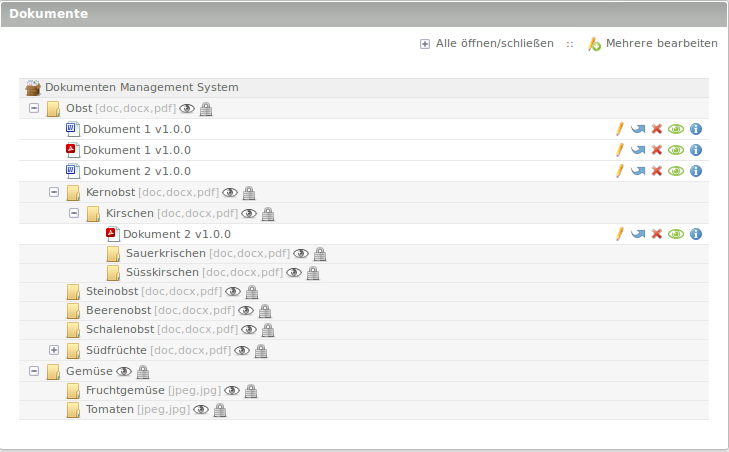 Dokumente
Alle öffnen/schließen :: Mehrere bearbeiten
Dokumenten Management System
Obst [doc,docx,pdf]
Dokument 1 v1.0.0
Dokument 1 v1.0.0
Dokument 2 v1.0.0
Kernobst [doc,docx,pdf]
Kirschen [doc,docx,pdf]
Dokument 2 v1.0.0
Sauerkrischen [doc,docx,pdf]
Süsskirschen [doc,docx,pdf]
Steinobst [doc,docx,pdf]
Beerenobst [doc,docx,pdf]
Schalenobst [doc,docx,pdf]
Südfrüchte [doc,docx,pdf]
Gemüse
Fruchtgemüse [jpeg,jpg]
Tomaten [jpeg,jpg]